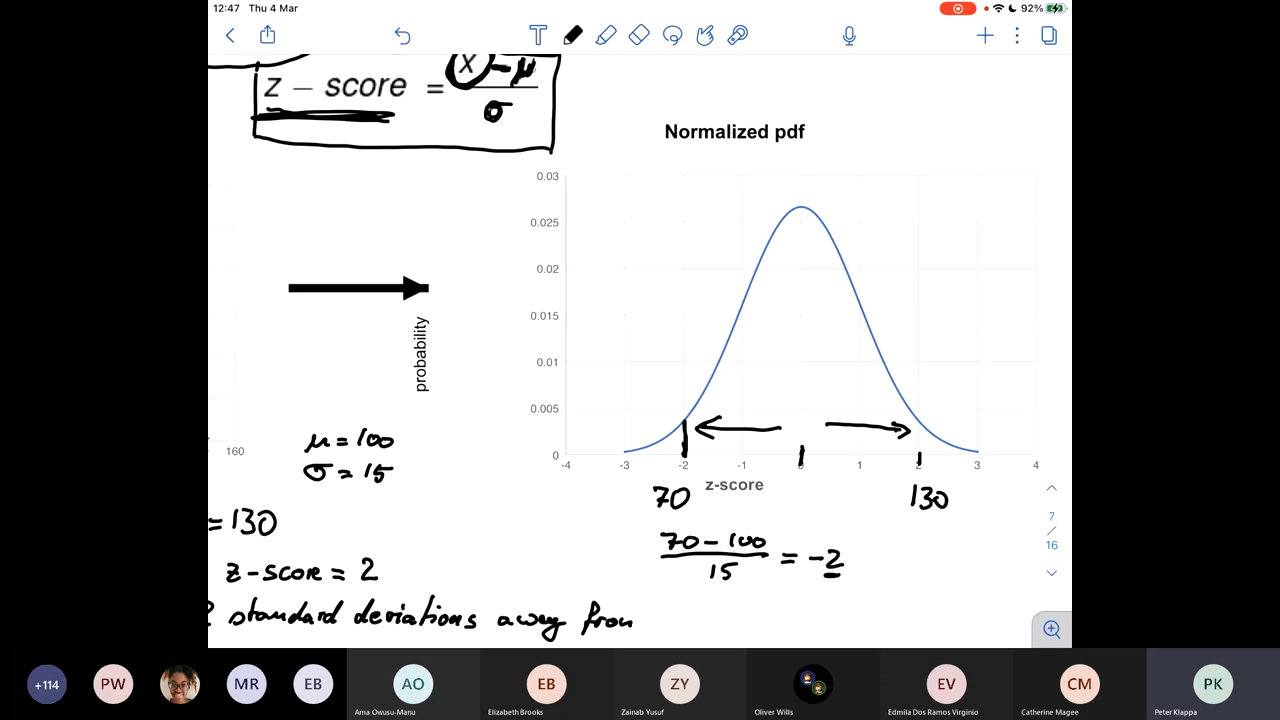 12:47 Thu 4 Mar
92%
z – score = x – μ
σ
Normalized pdf
0.03
0.025
0.02
0.015
0.01
0.005
0
-4 -3 -2 -1 0 1 2 3 4
z-score
probability
160
μ = 100
σ = 15
70
130
= 130
70 – 100
15
= -2
z-score = 2
2 standard deviations away from
7
/
16
+114
PW
MR
EB
AO
Ama Owusu-Manu
EB
Elizabeth Brooks
ZY
Zainab Yusuf
Oliver Wills
EV
Edmila Dos Ramos Virginio
CM
Catherine Magee
PK
Peter Klappa